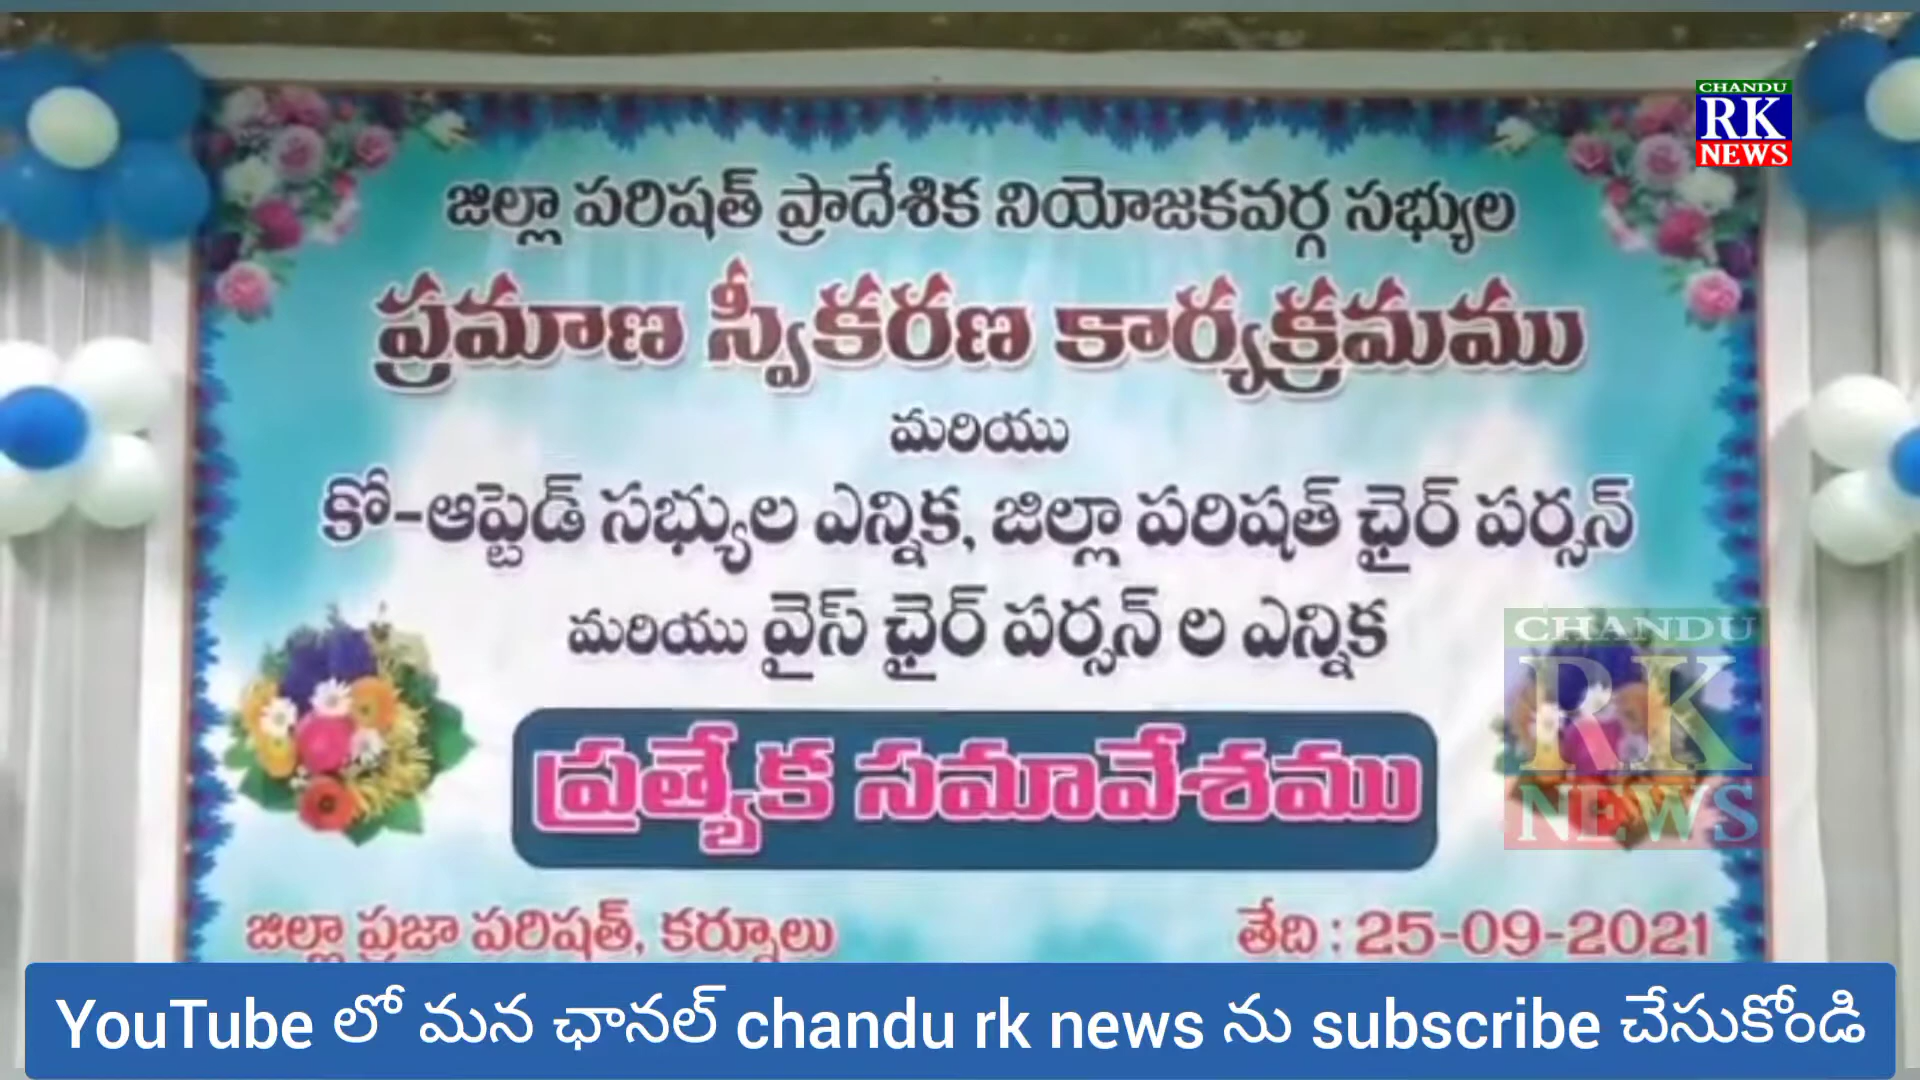 CHANDU
RK
NEWS
జిల్లా పరిషత్ ప్రాదేశిక నియోజకవర్గ సభ్యుల
ప్రమాణ స్వీకరణ కార్యక్రమము
మరియు
కో-ఆప్టెడ్ సభ్యుల ఎన్నిక, జిల్లా పరిషత్ ఛైర్ పర్సన్
మరియు వైస్ ఛైర్ పర్సన్ ల ఎన్నిక
CHANDU
RK
NEWS
ప్రత్యేక సమావేశము
జిల్లా ప్రజా పరిషత్, కర్నూలు
తేది : 25-09-2021
YouTube లో మన ఛానల్ chandu rk news ను subscribe చేసుకోండి